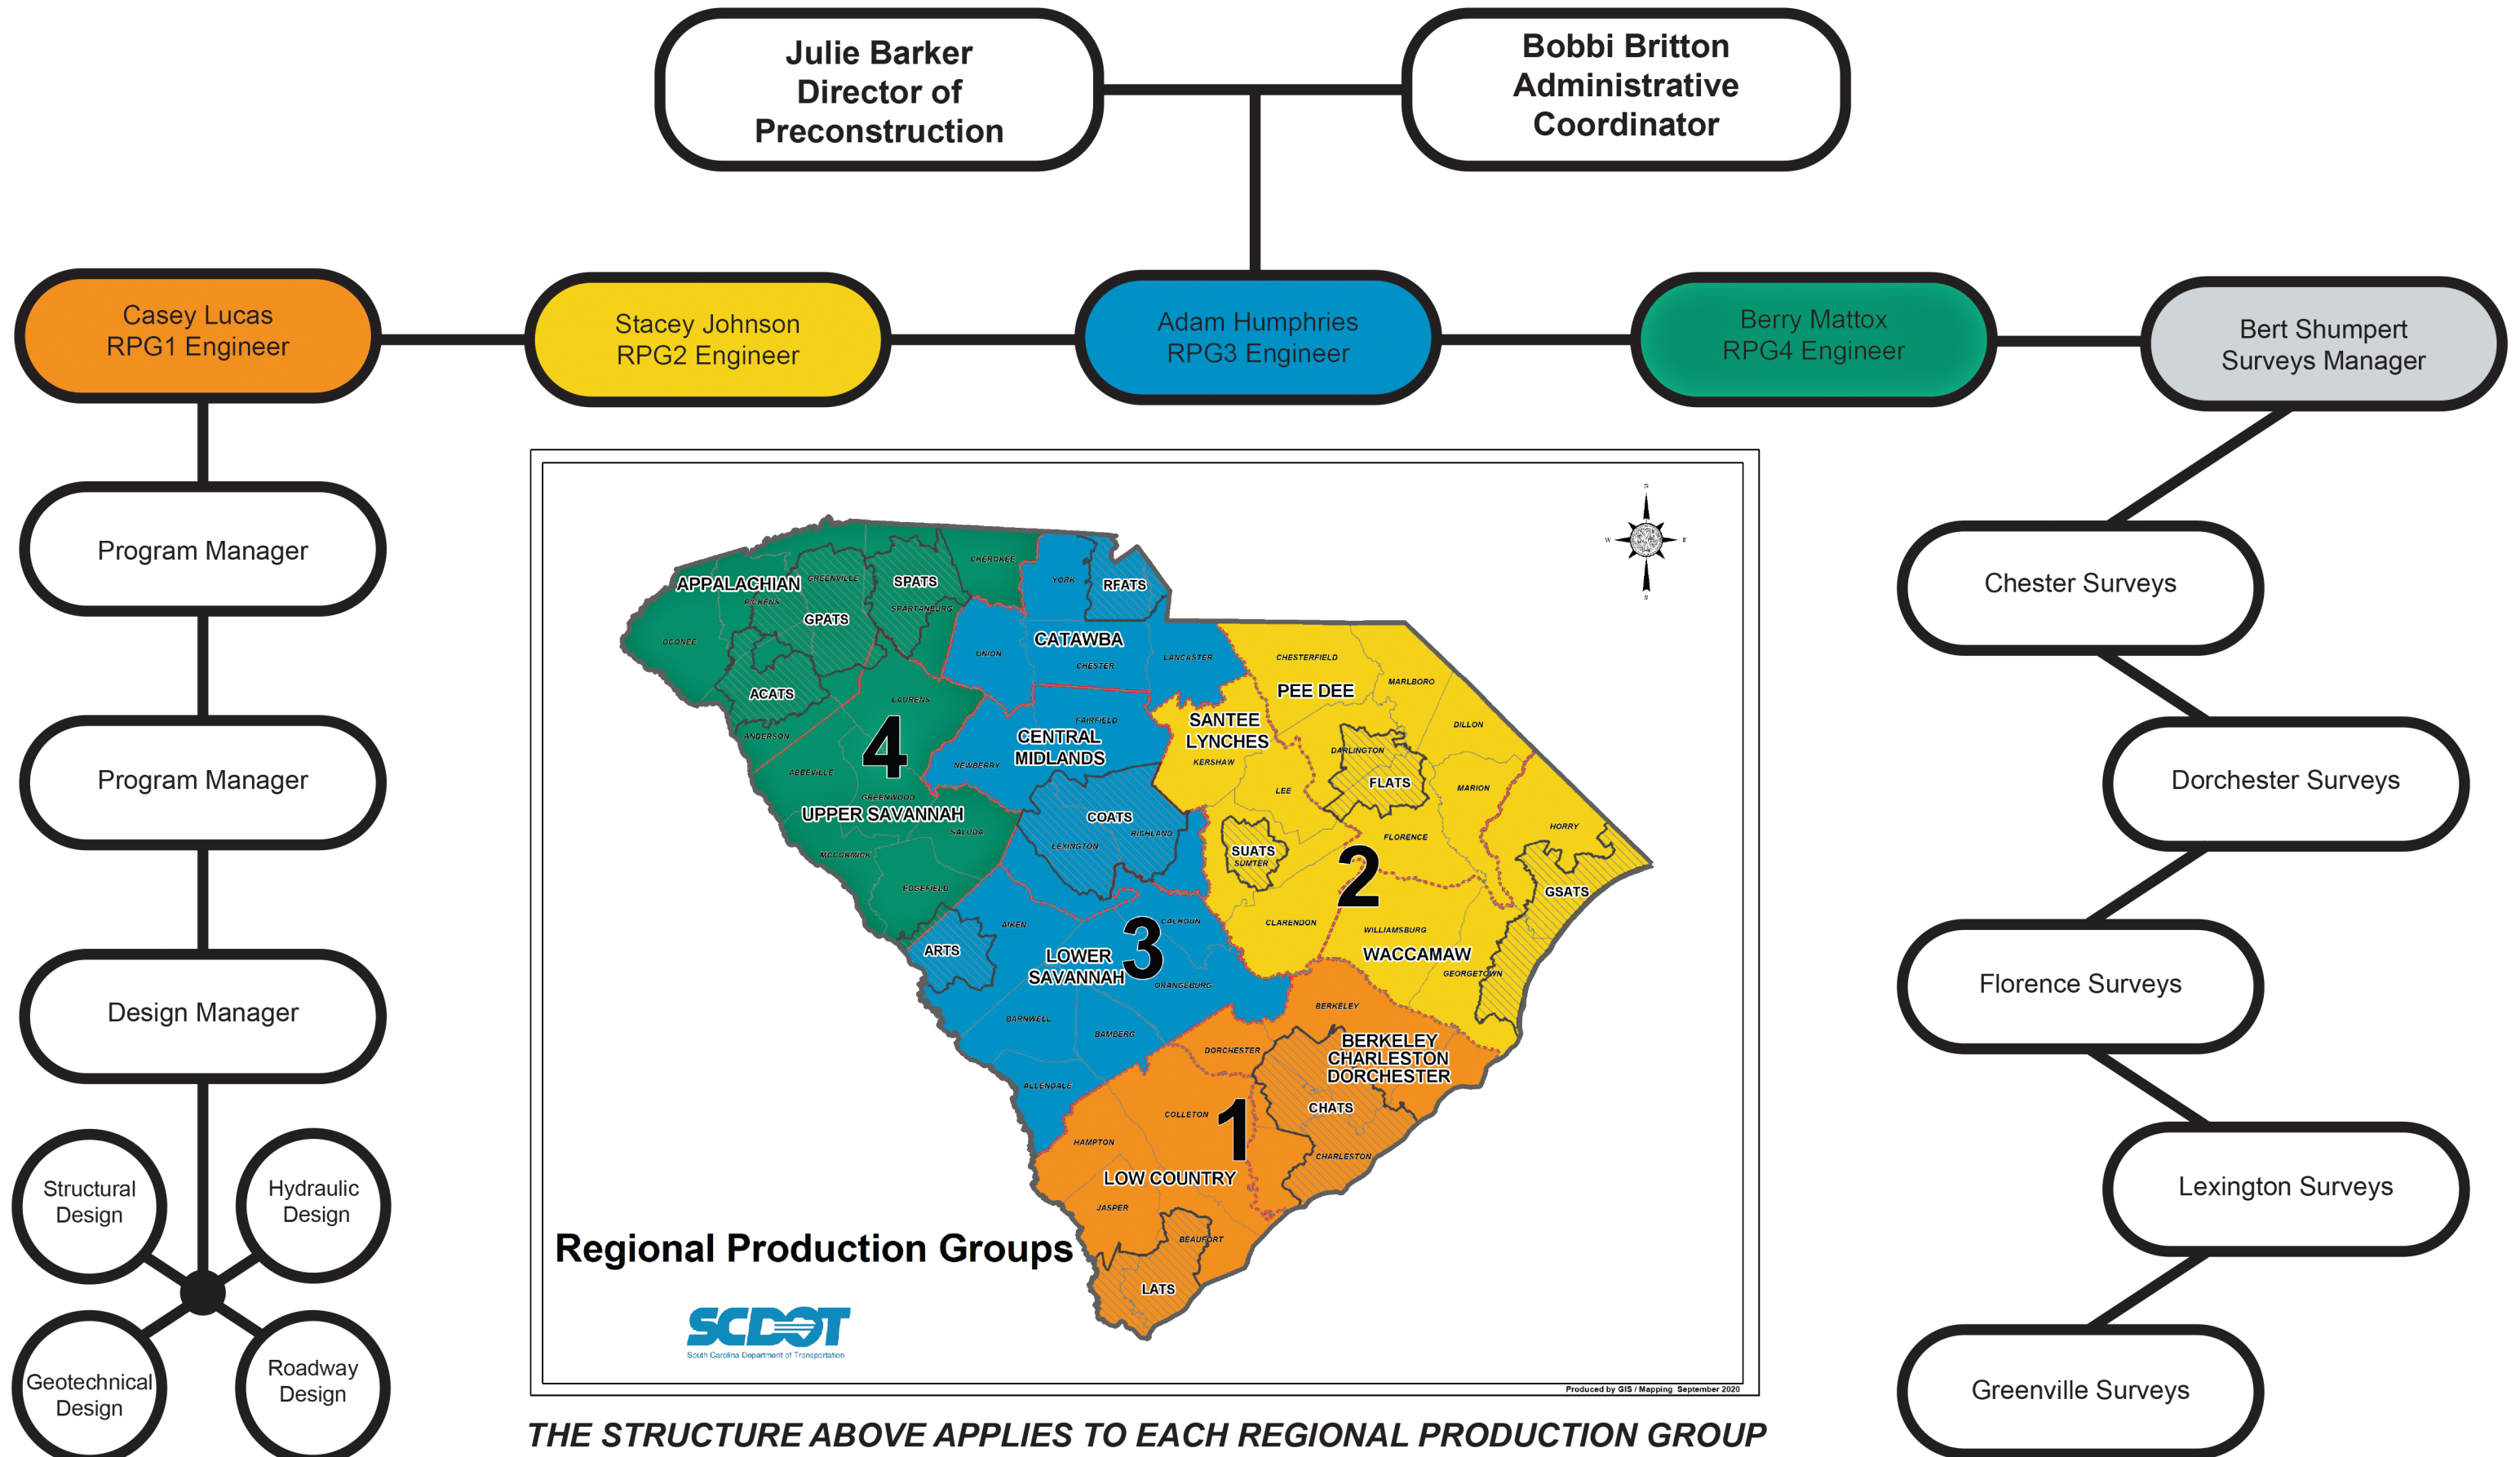 Julie Barker
Director of
Preconstruction
Bobbi Britton
Administrative
Coordinator
Casey Lucas
RPG1 Engineer
Stacey Johnson
RPG2 Engineer
Adam Humphries
RPG3 Engineer
Berry Mattox
RPG4 Engineer
Bert Shumpert
Surveys Manager
Program Manager
Program Manager
Design Manager
Structural
Design
Hydraulic
Design
Geotechnical
Design
Roadway
Design
N
W
E
S
CHEROKEE
APPALACHIAN
GREENVILLE
SPATS
YORK
RFATS
PICKENS
SPARTANBURG
GPATS
OCONEE
CATAWBA
UNION
CHESTER
LANCASTER
CHESTERFIELD
MARLBORO
PEE DEE
ACATS
LAURENS
FAIRFIELD
SANTEE
LYNCHES
DILLON
ANDERSON
4
CENTRAL
MIDLANDS
DARLINGTON
KERSHAW
NEWBERRY
ABBEVILLE
FLATS
LEE
MARION
GREENWOOD
UPPER SAVANNAH
COATS
RICHLAND
SALUDA
HORRY
FLORENCE
LEXINGTON
MCCORMICK
SUATS
SUMTER
2
EDGEFIELD
GSATS
AIKEN
CALHOUN
CLARENDON
WILLIAMSBURG
ARTS
LOWER
SAVANNAH
3
WACCAMAW
GEORGETOWN
ORANGEBURG
BARNWELL
BAMBERG
BERKELEY
DORCHESTER
BERKELEY
CHARLESTON
DORCHESTER
ALLENDALE
COLLETON
1
CHATS
HAMPTON
CHARLESTON
LOW COUNTRY
JASPER
BEAUFORT
LATS
Regional Production Groups
SCDOT
South Carolina Department of Transportation
Produced by GIS / Mapping September 2020
Chester Surveys
Dorchester Surveys
Florence Surveys
Lexington Surveys
Greenville Surveys
THE STRUCTURE ABOVE APPLIES TO EACH REGIONAL PRODUCTION GROUP